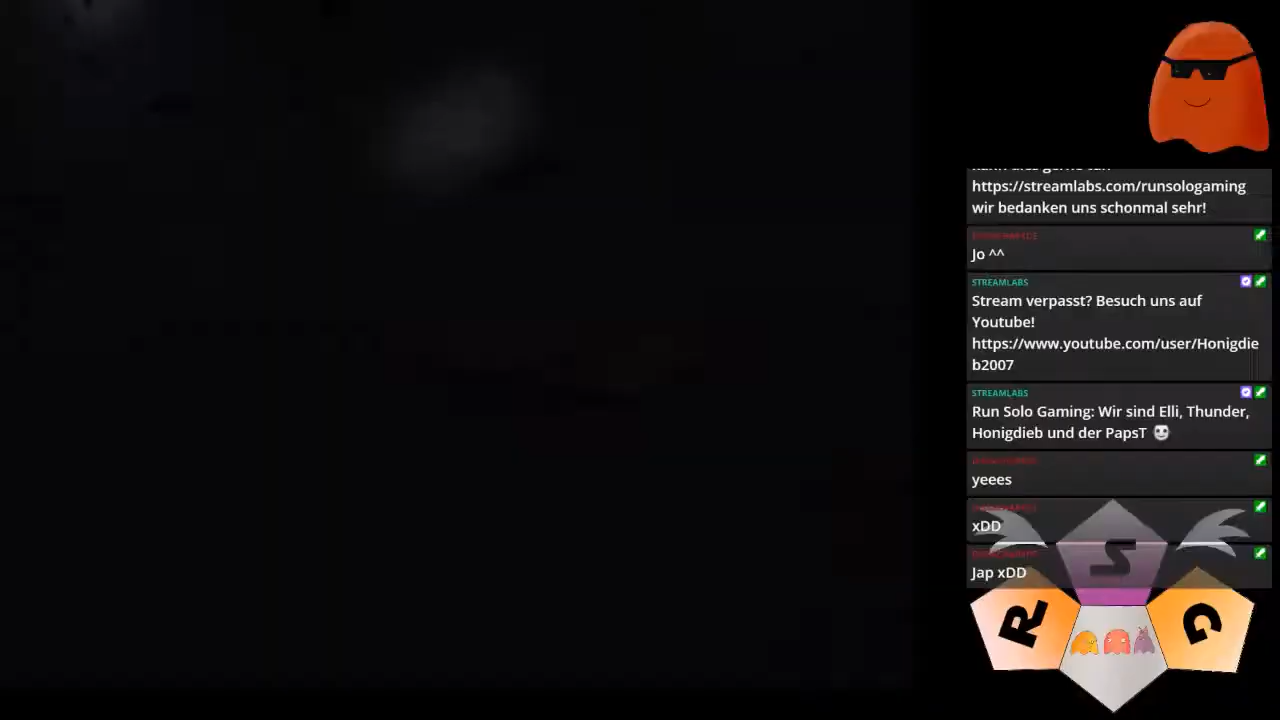 https://streamlabs.com/runsologaming
wir bedanken uns schonmal sehr!
Jo ^^
STREAMLABS
Stream verpasst? Besuch uns auf
Youtube!
https://www.youtube.com/user/Honigdie
b2007
STREAMLABS
Run Solo Gaming: Wir sind Elli, Thunder,
Honigdieb und der PapsT
yeees
xDD
Jap xDD
R S G